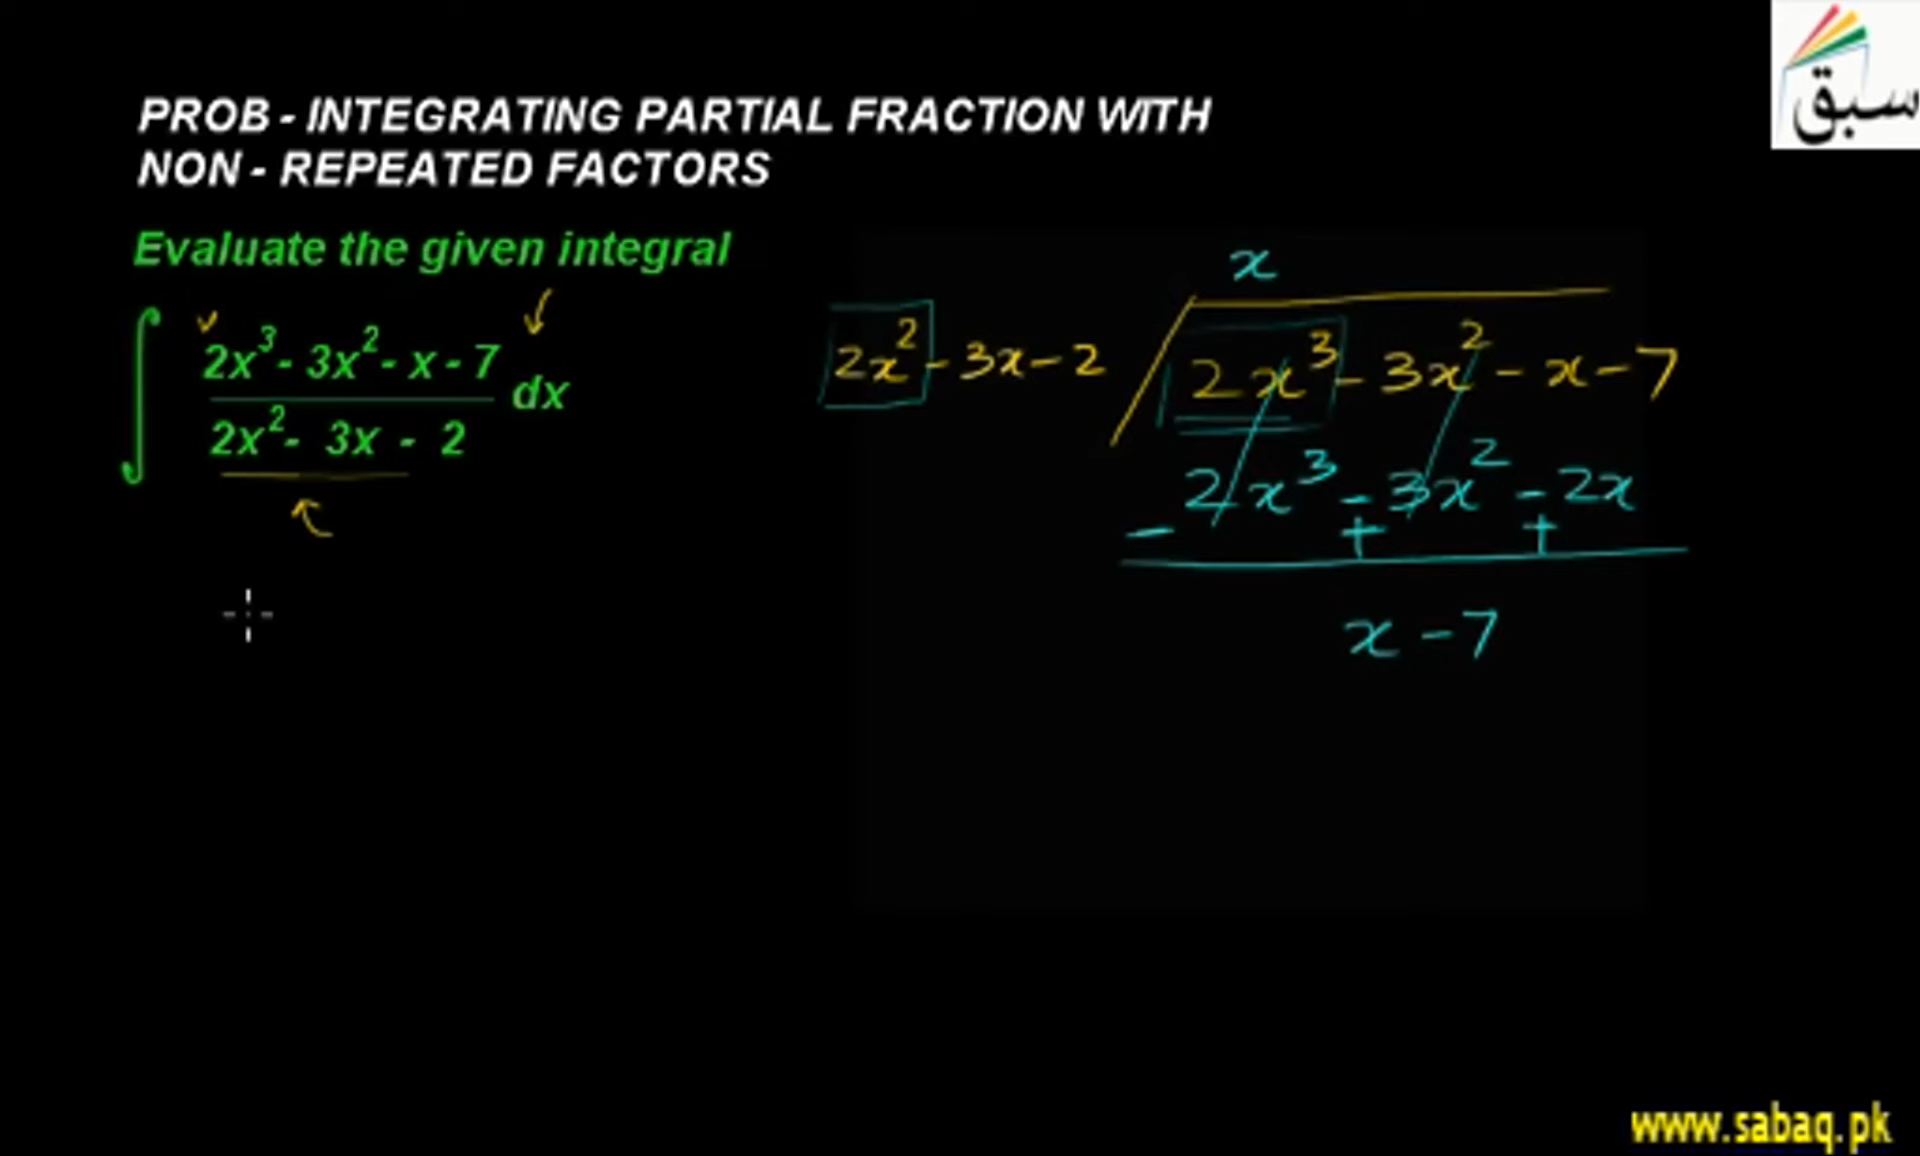 سبق
PROB - INTEGRATING PARTIAL FRACTION WITH
NON - REPEATED FACTORS
Evaluate the given integral
∫ 2x³- 3x²- x - 7 dx
2x²- 3x - 2
x
2x² - 3x - 2
2x³ - 3x² - x - 7
2x³ - 3x² - 2x
- + +
x - 7
www.sabaq.pk